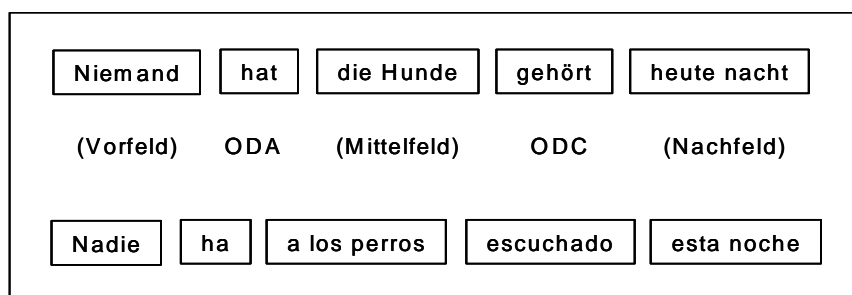 Niemand hat die Hunde gehört heute nacht
(Vorfeld) ODA (Mittelfeld) ODC (Nachfeld)
Nadie ha a los perros escuchado esta noche